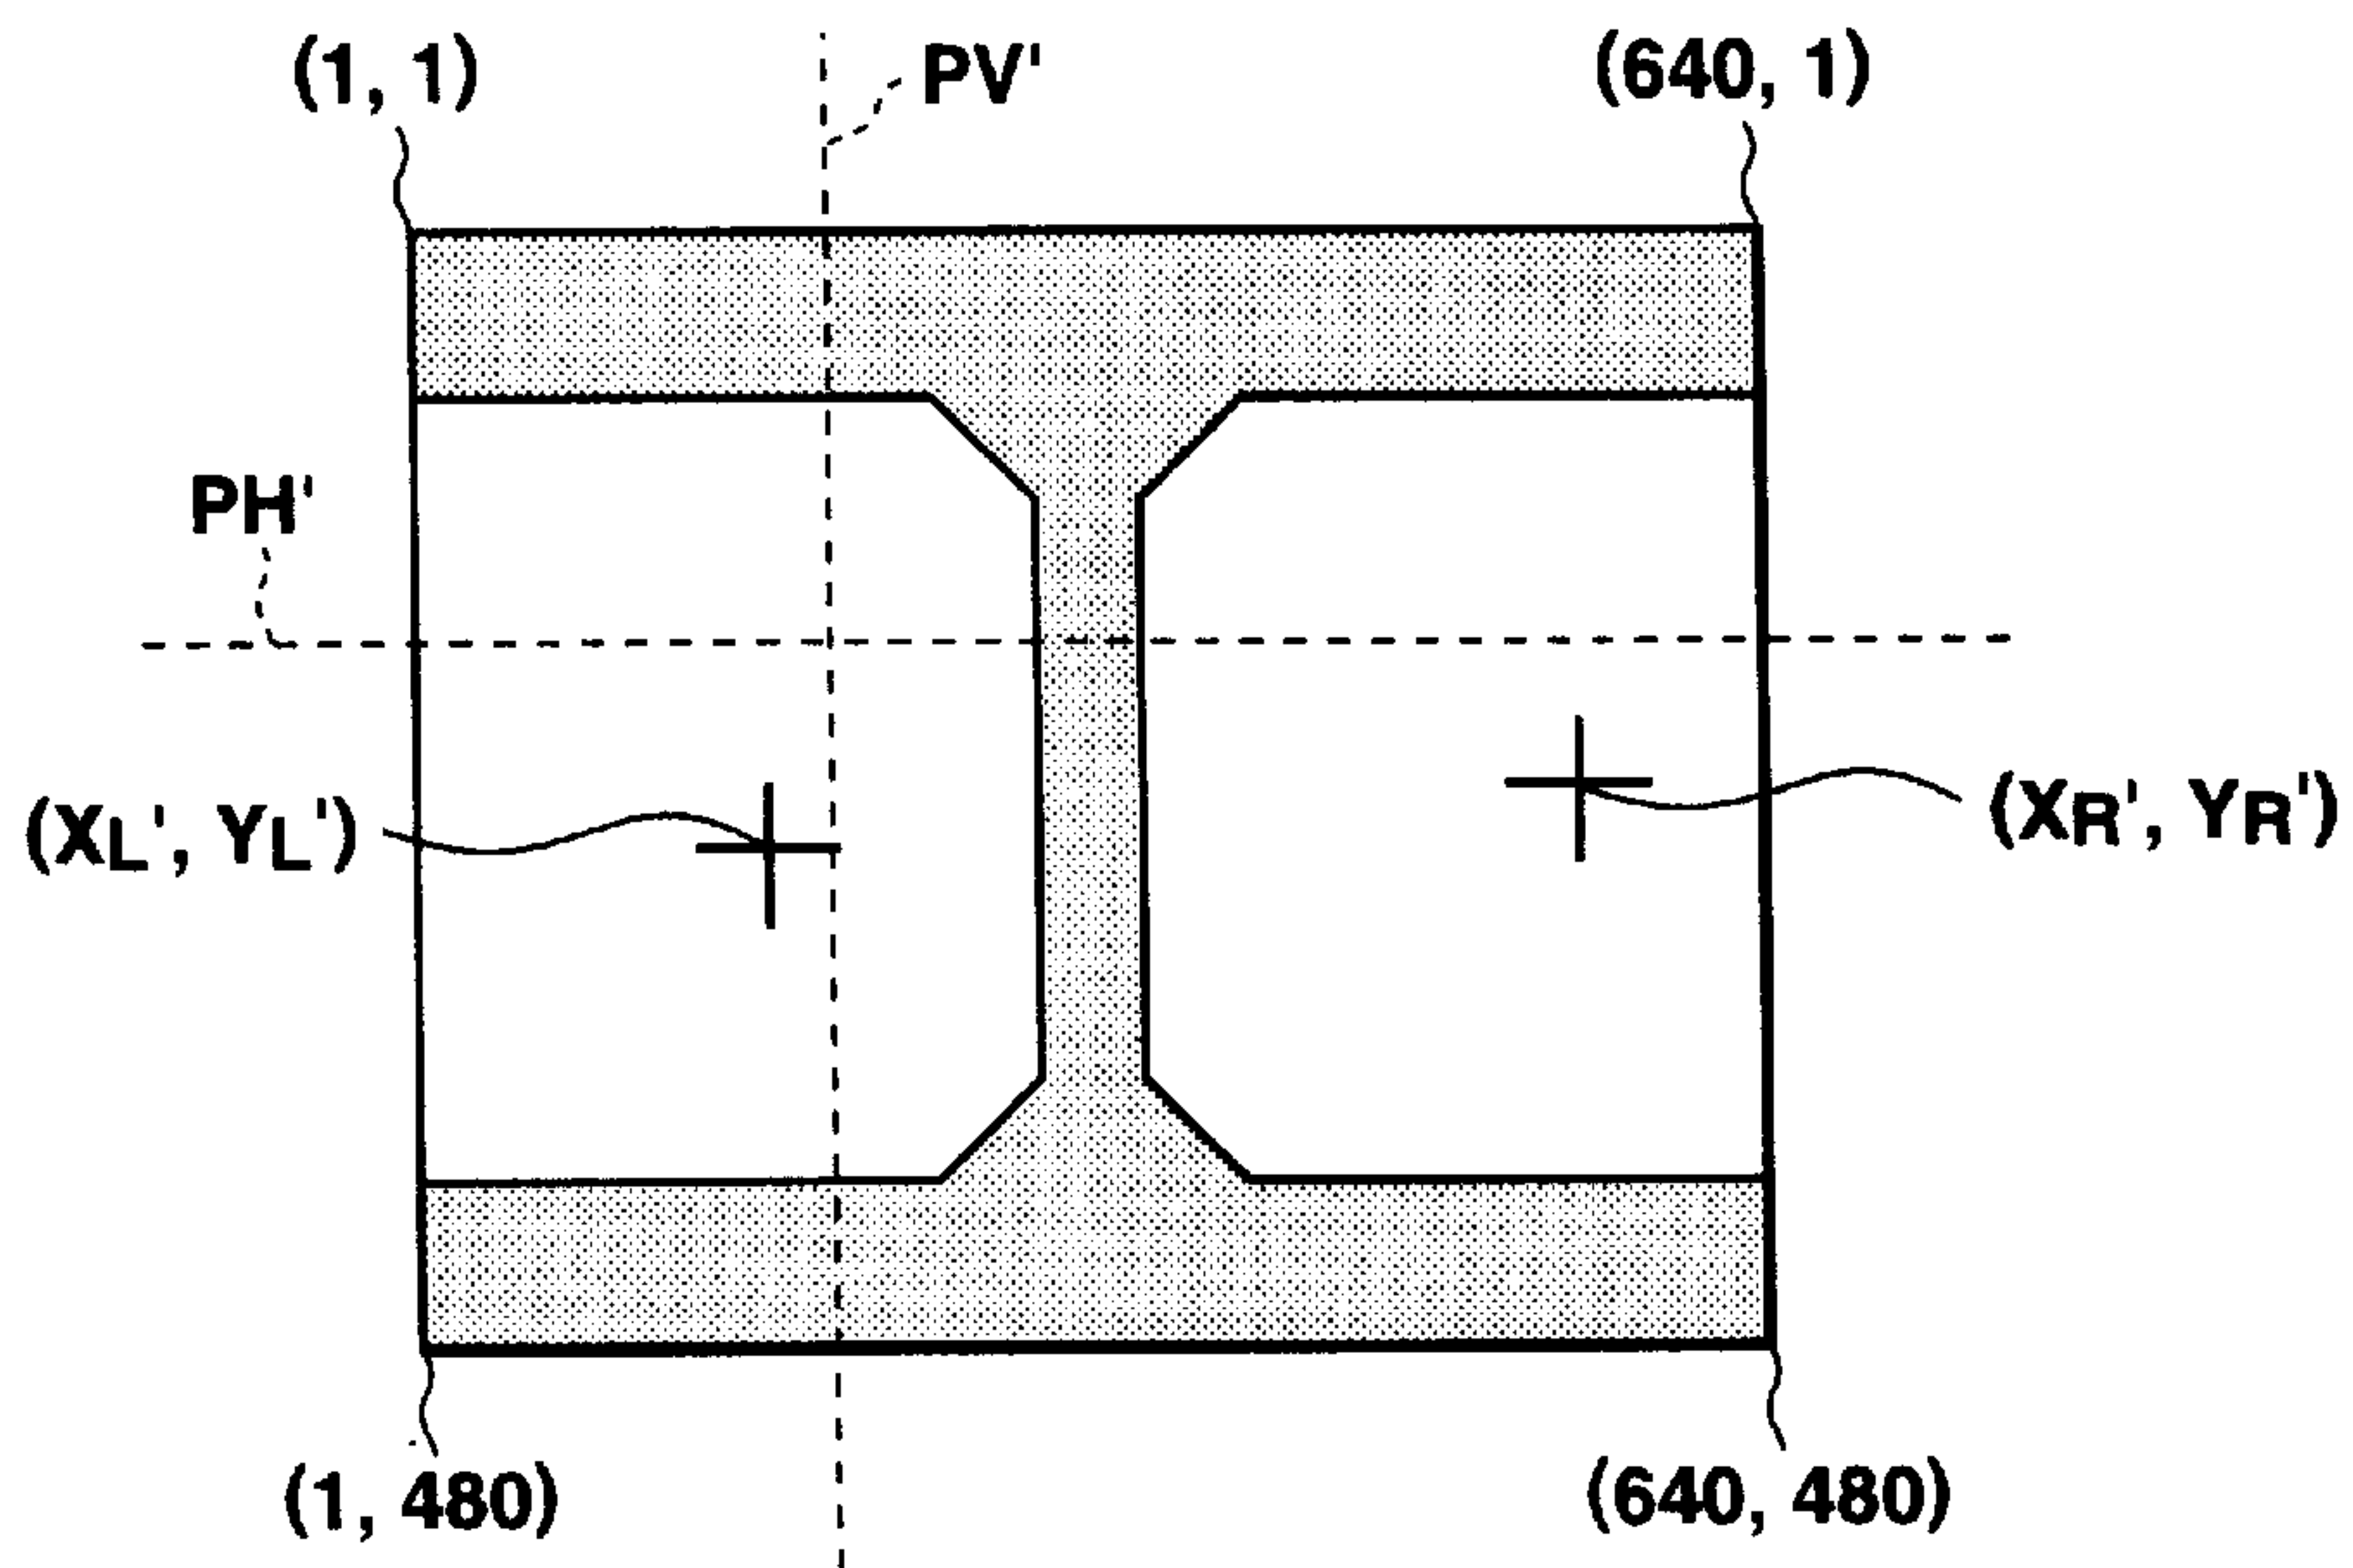 (1, 1)
PV'
(640, 1)
PH'
(XL', YL')
(XR', YR')
(1, 480)
(640, 480)